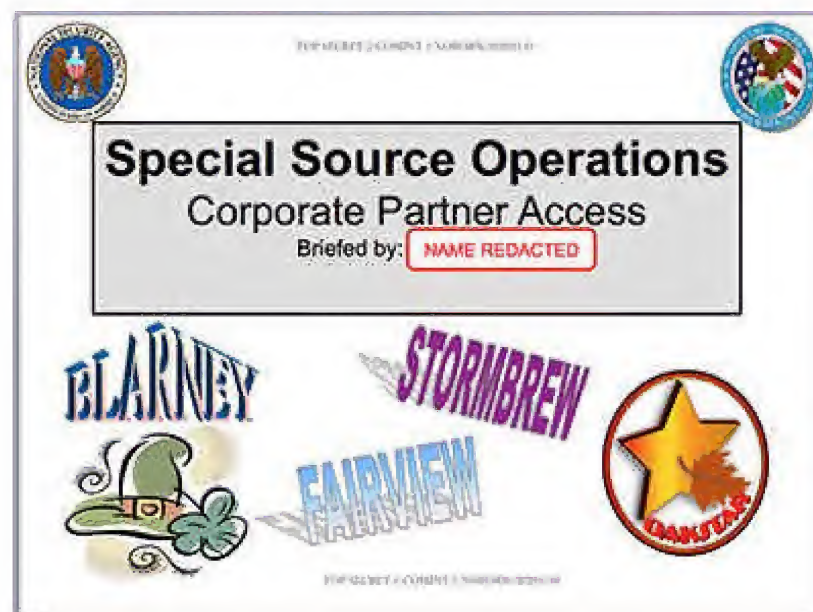 Special Source Operations
Corporate Partner Access
Briefed by: NAME REDACTED
BLARNEY
STORMBREW
FAIRVIEW
OAKSTAR